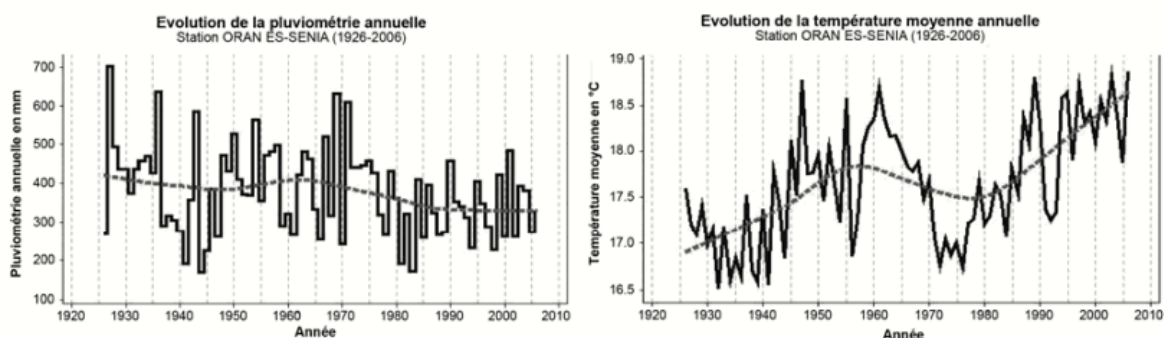 Evolution de la pluviométrie annuelle
Station ORAN ES-SENIA (1926-2006)
Pluviométrie annuelle en mm
700
600
500
400
300
200
100
1920 1930 1940 1950 1960 1970 1980 1990 2000 2010
Année
Evolution de la température moyenne annuelle
Station ORAN ES-SENIA (1926-2006)
Température moyenne en °C
19.0
18.5
18.0
17.5
17.0
16.5
1920 1930 1940 1950 1960 1970 1980 1990 2000 2010
Année